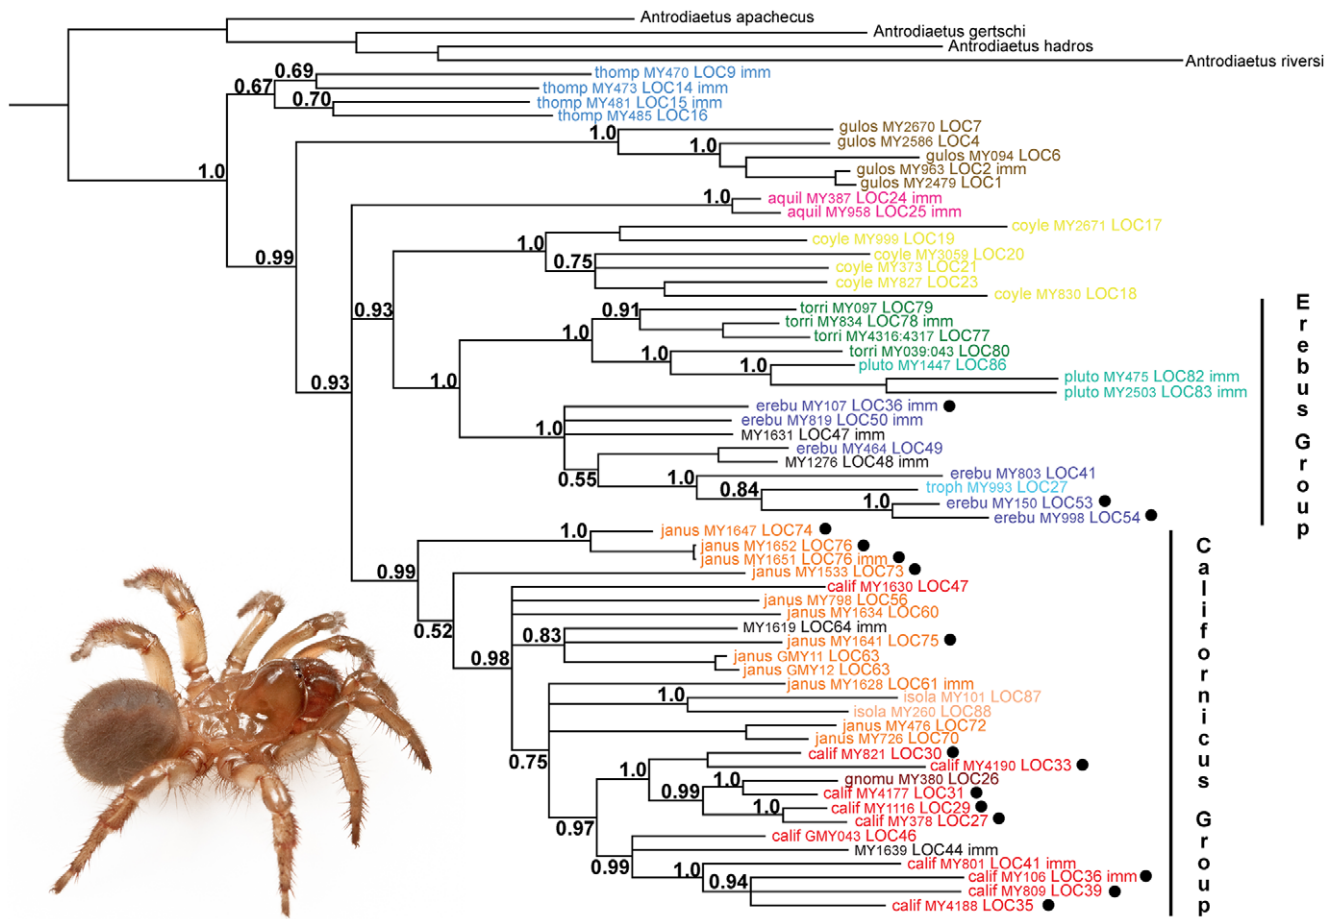 Antrodiaetus apachecus
Antrodiaetus gertschi
Antrodiaetus hadros
Antrodiaetus riversi
0.69
thomp MY470 LOC9 imm
0.67
thomp MY473 LOC14 imm
0.70
thomp MY481 LOC15 imm
thomp MY485 LOC16
1.0
1.0
gulos MY2670 LOC7
1.0
gulos MY2586 LOC4
gulos MY094 LOC6
gulos MY963 LOC2 imm
gulos MY2479 LOC1
1.0
aquil MY387 LOC24 imm
aquil MY958 LOC25 imm
0.99
coyle MY2671 LOC17
1.0
coyle MY999 LOC19
0.75
coyle MY3059 LOC20
coyle MY373 LOC21
coyle MY827 LOC23
coyle MY830 LOC18
0.93
0.91
torri MY097 LOC79
torri MY834 LOC78 imm
1.0
torri MY4316:4317 LOC77
1.0
torri MY039:043 LOC80
1.0
pluto MY1447 LOC86
pluto MY475 LOC82 imm
pluto MY2503 LOC83 imm
0.93
1.0
erebu MY107 LOC36 imm
erebu MY819 LOC50 imm
1.0
MY1631 LOC47 imm
erebu MY464 LOC49
MY1276 LOC48 imm
0.55
1.0
erebu MY803 LOC41
0.84
troph MY993 LOC27
1.0
erebu MY150 LOC53
erebu MY998 LOC54
Erebus Group
1.0
janus MY1647 LOC74
janus MY1652 LOC76
janus MY1651 LOC76 imm
0.99
janus MY1533 LOC73
calif MY1630 LOC47
janus MY798 LOC56
janus MY1634 LOC60
0.52
0.83
MY1619 LOC64 imm
janus MY1641 LOC75
0.98
janus GMY11 LOC63
janus GMY12 LOC63
janus MY1628 LOC61 imm
1.0
isola MY101 LOC87
isola MY260 LOC88
janus MY476 LOC72
janus MY726 LOC70
0.75
calif MY821 LOC30
1.0
calif MY4190 LOC33
1.0
gnomu MY380 LOC26
0.99
calif MY4177 LOC31
1.0
calif MY1116 LOC29
calif MY378 LOC27
0.97
calif GMY043 LOC46
MY1639 LOC44 imm
0.99
1.0
calif MY801 LOC41 imm
0.94
calif MY106 LOC36 imm
calif MY809 LOC39
calif MY4188 LOC35
Californicus Group